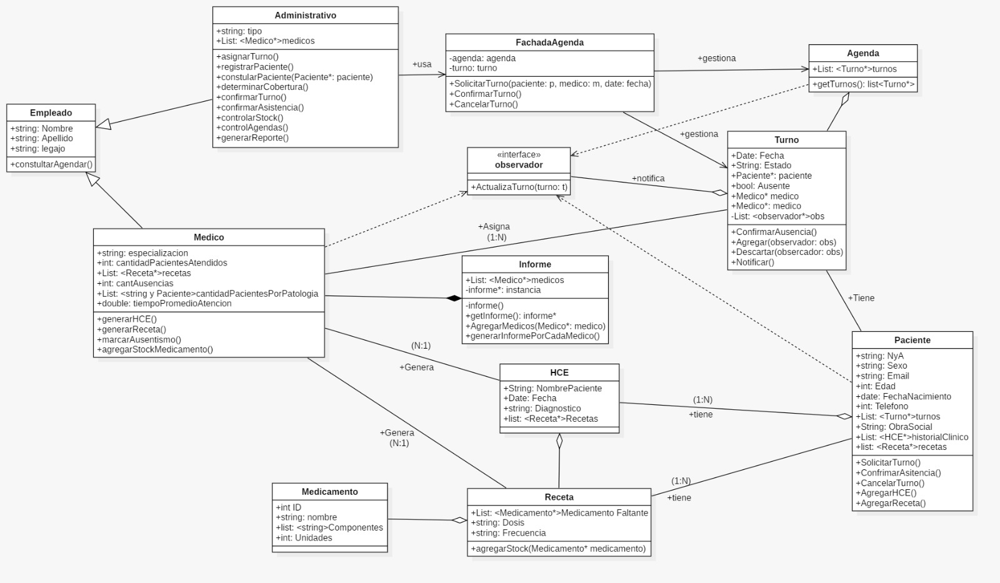 Administrativo
+string: tipo
+List: <Medico*>medicos
+asignarTurno()
+registrarPaciente()
+constularPaciente(Paciente*: paciente)
+determinarCobertura()
+confirmarTurno()
+confirmarAsistencia()
+controlarStock()
+controlAgendas()
+generarReporte()
+usa
FachadaAgenda
-agenda: agenda
-turno: turno
+SolicitarTurno(paciente: p, medico: m, date: fecha)
+ConfirmarTurno()
+CancelarTurno()
+gestiona
Agenda
+List: <Turno*>turnos
+getTurnos(): list<Turno*>
Empleado
+string: Nombre
+string: Apellido
+string: legajo
+constultarAgendar()
+gestiona
«interface»
observador
+ActualizaTurno(turno: t)
+notifica
Turno
+Date: Fecha
+String: Estado
+Paciente*: paciente
+bool: Ausente
+Medico* medico
+Medico*: medico
-List: <observador*>obs
+ConfirmarAusencia()
+Agregar(observador: obs)
+Descartar(obsercador: obs)
+Notificar()
+Asigna
(1:N)
Medico
+string: especializacion
+int: cantidadPacientesAtendidos
+List: <Receta*>recetas
+int: cantAusencias
+List: <string y Paciente>cantidadPacientesPorPatologia
+double: tiempoPromedioAtencion
+generarHCE()
+generarReceta()
+marcarAusentismo()
+agregarStockMedicamento()
Informe
+List: <Medico*>medicos
-informe*: instancia
-informe()
+getInforme(): informe*
+AgregarMedicos(Medico*: medico)
+generarInformePorCadaMedico()
+Tiene
(N:1)
+Genera
HCE
+String: NombrePaciente
+Date: Fecha
+string: Diagnostico
+list: <Receta*>Recetas
(1:N)
+tiene
Paciente
+string: NyA
+string: Sexo
+string: Email
+int: Edad
+date: FechaNacimiento
+int: Telefono
+List: <Turno*>turnos
+String: ObraSocial
+List: <HCE*>historialClinico
+list: <Receta*>recetas
+SolicitarTurno()
+ConfrimarAsitencia()
+CancelarTurno()
+AgregarHCE()
+AgregarReceta()
+Genera
(N:1)
(1:N)
+tiene
Medicamento
+int ID
+string: nombre
+list: <string>Componentes
+int: Unidades
Receta
+List: <Medicamento*>Medicamento Faltante
+string: Dosis
+string: Frecuencia
+agregarStock(Medicamento* medicamento)